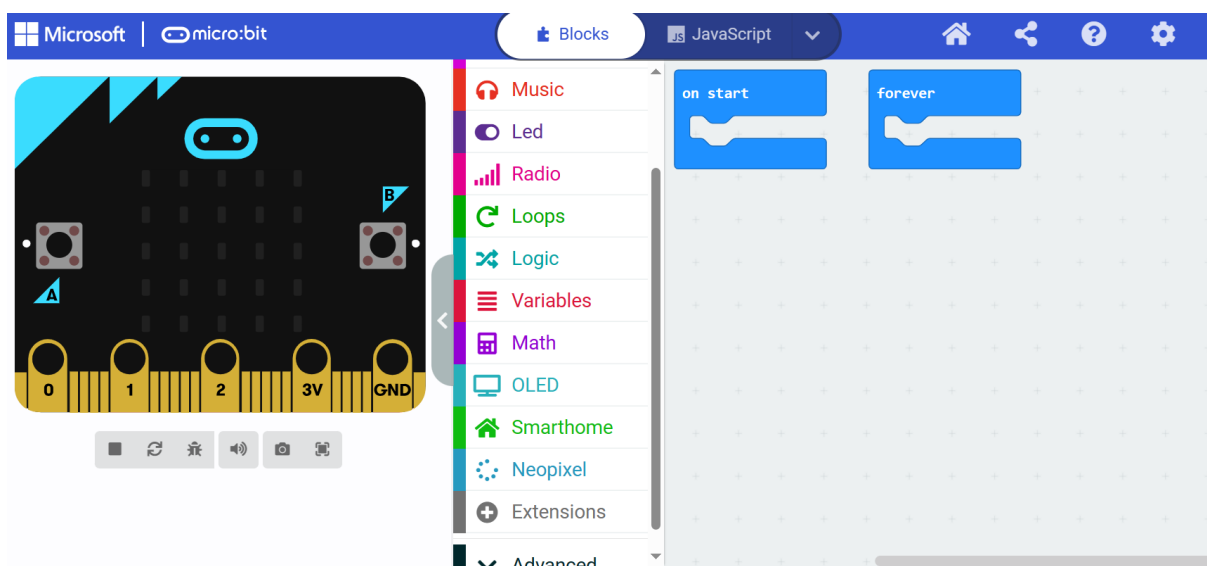 Microsoft micro:bit Blocks JS JavaScript
Music
Led
Radio
Loops
Logic
Variables
Math
OLED
Smarthome
Neopixel
Extensions
Advanced
on start forever
B
A
0 1 2 3V GND